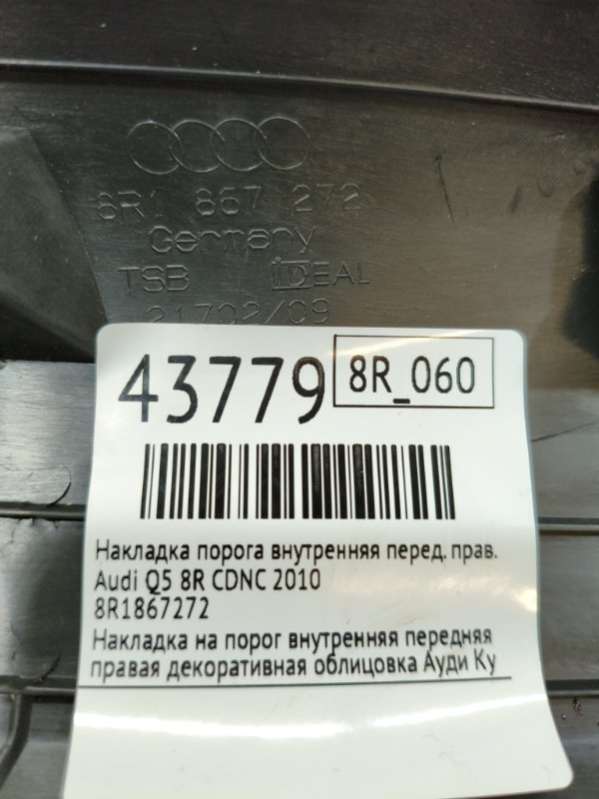 8R1 867 272
Germany
TSB IDEAL
21702/09
43779
8R_060
Накладка порога внутренняя перед. прав.
Audi Q5 8R CDNC 2010
8R1867272
Накладка на порог внутренняя передняя
правая декоративная облицовка Ауди Ку